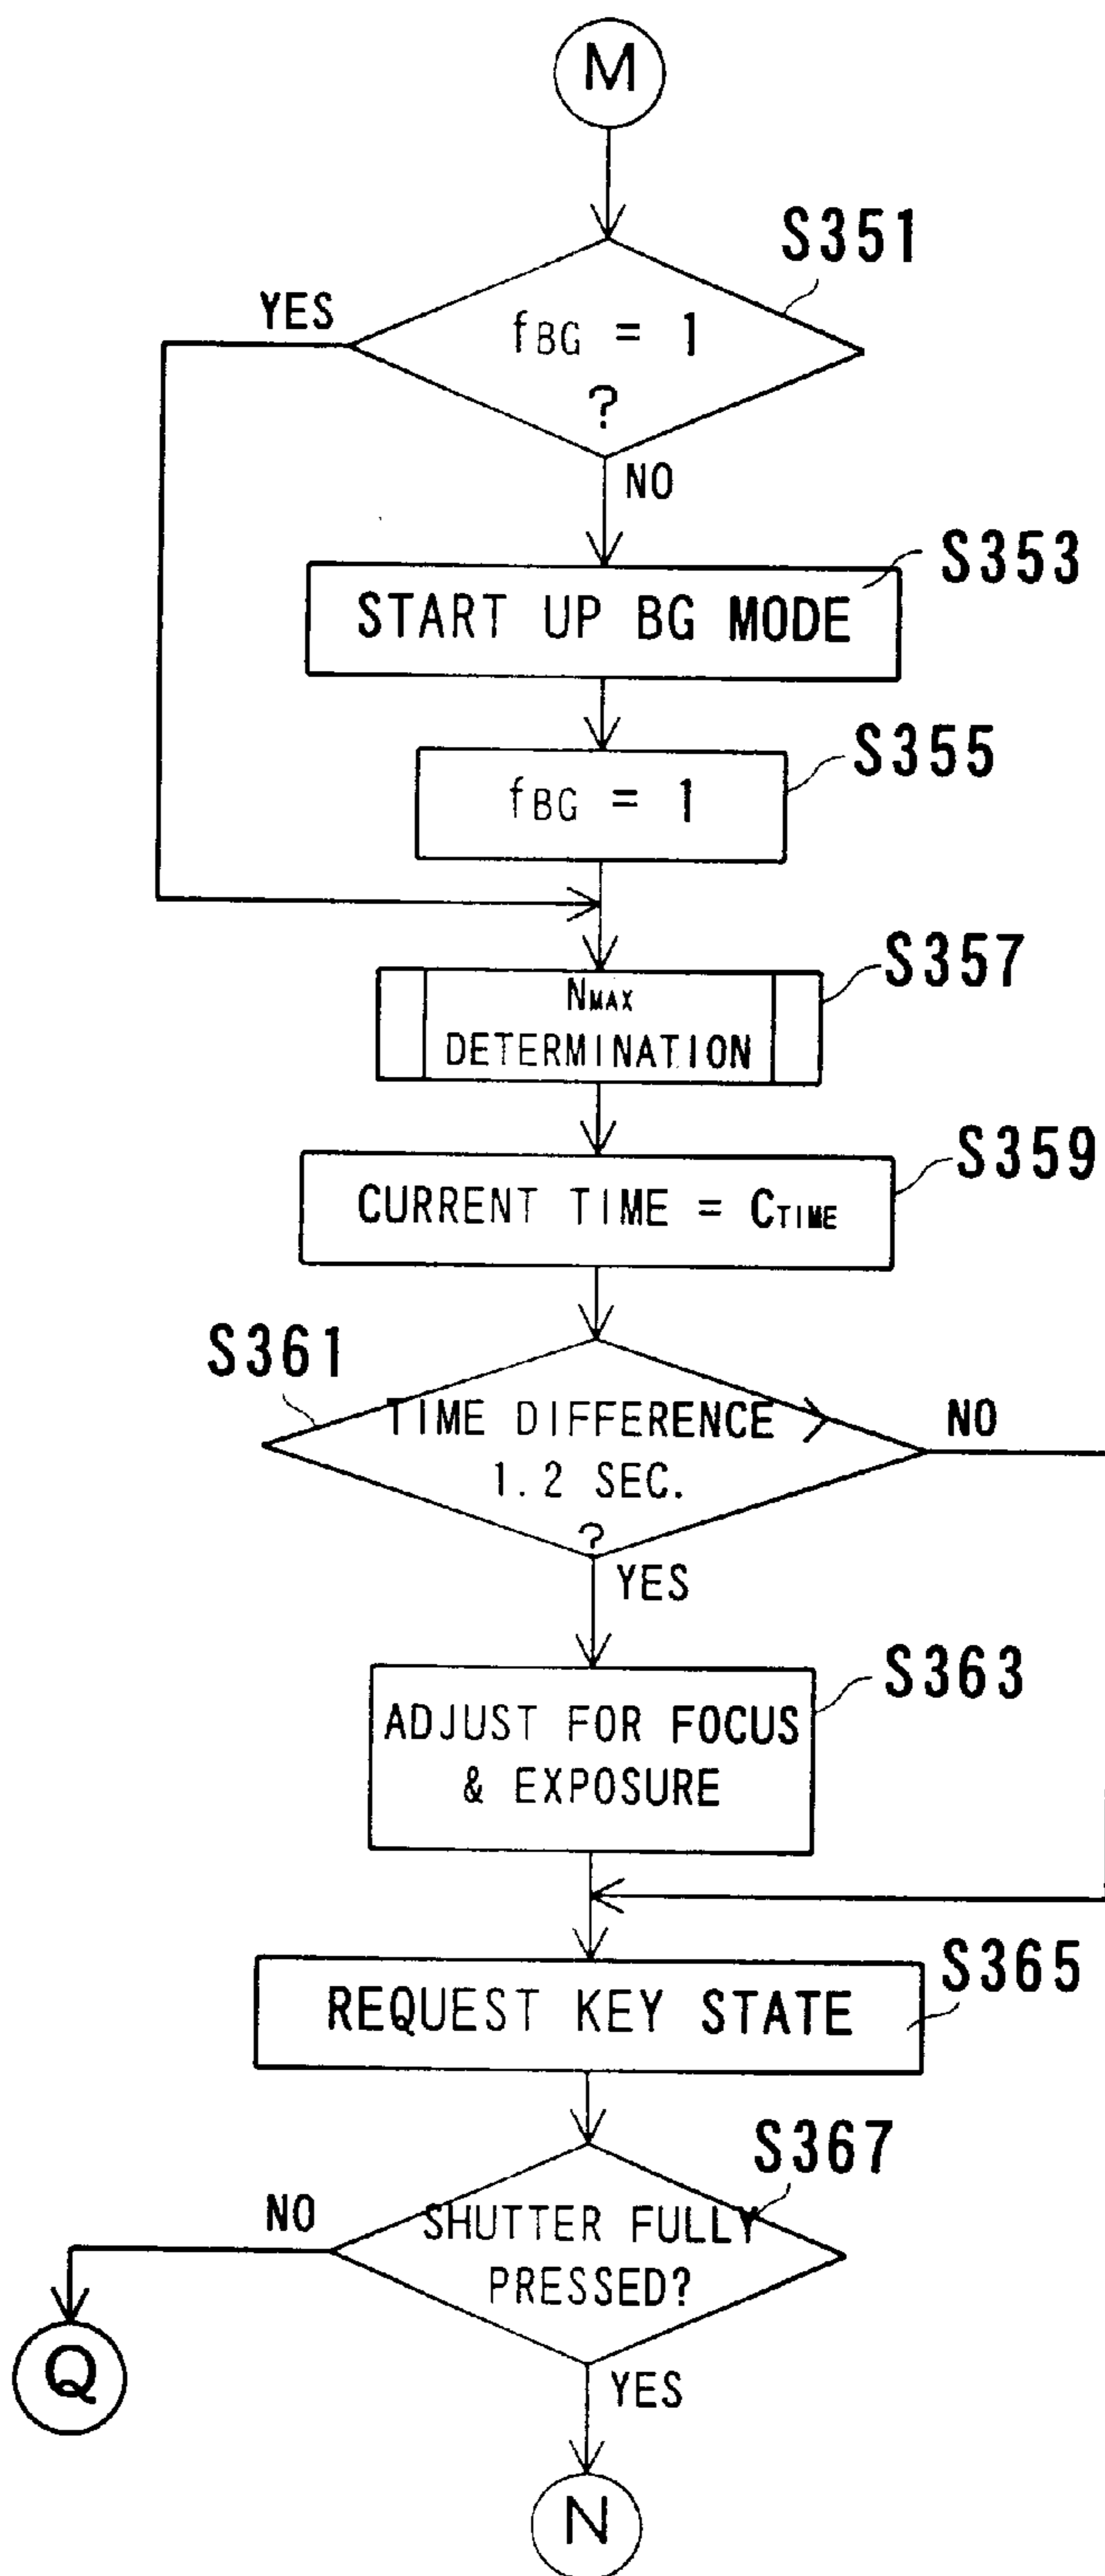 M
S351
YES
fBG = 1
?
NO
S353
START UP BG MODE
S355
fBG = 1
S357
NMAX
DETERMINATION
S359
CURRENT TIME = CTIME
S361
TIME DIFFERENCE >
NO
1.2 SEC.
?
YES
S363
ADJUST FOR FOCUS
& EXPOSURE
S365
REQUEST KEY STATE
S367
NO
SHUTTER FULLY
PRESSED?
Q
YES
N